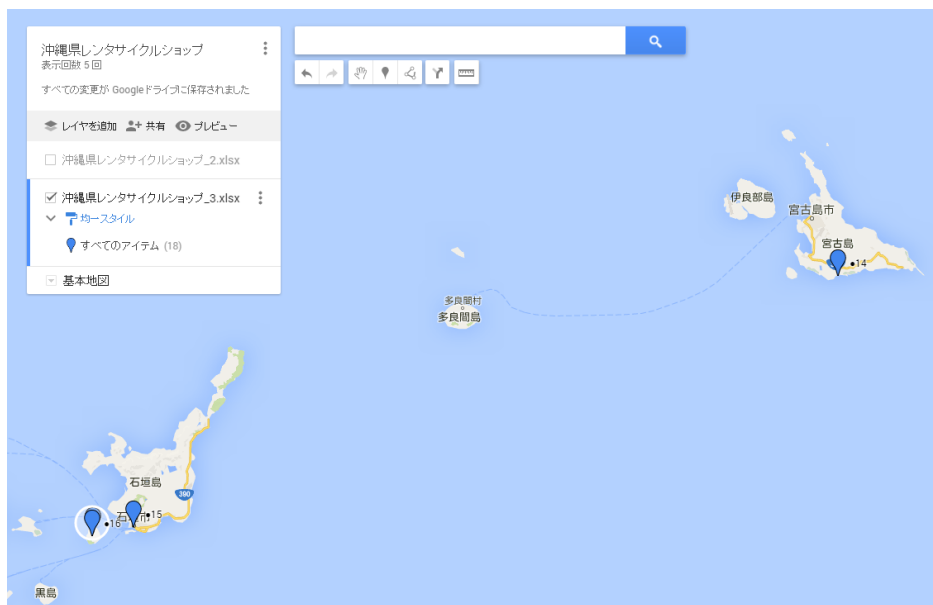 沖縄県レンタサイクルショップ
表示回数 5 回
すべての変更が Googleドライブに保存されました
レイヤを追加 共有 プレビュー
沖縄県レンタサイクルショップ_2.xlsx
沖縄県レンタサイクルショップ_3.xlsx
均一スタイル
すべてのアイテム (18)
基本地図
伊良部島
宮古島市
宮古島
14
多良間村
多良間島
石垣島
390
15
16
黒島